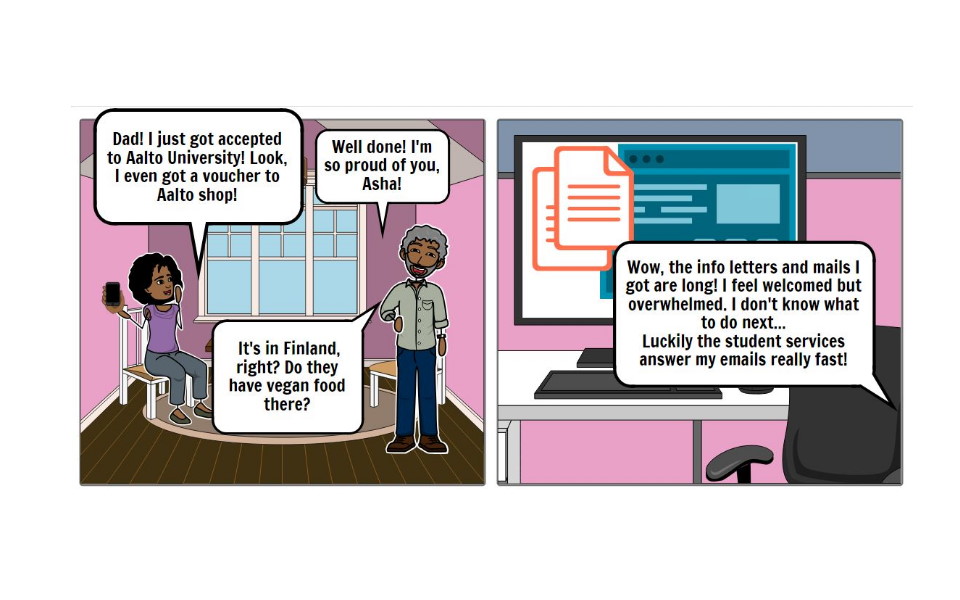 Dad! I just got accepted
to Aalto University! Look,
I even got a voucher to
Aalto shop!
Well done! I'm
so proud of you,
Asha!
It's in Finland,
right? Do they
have vegan food
there?
Wow, the info letters and mails I
got are long! I feel welcomed but
overwhelmed. I don't know what
to do next...
Luckily the student services
answer my emails really fast!